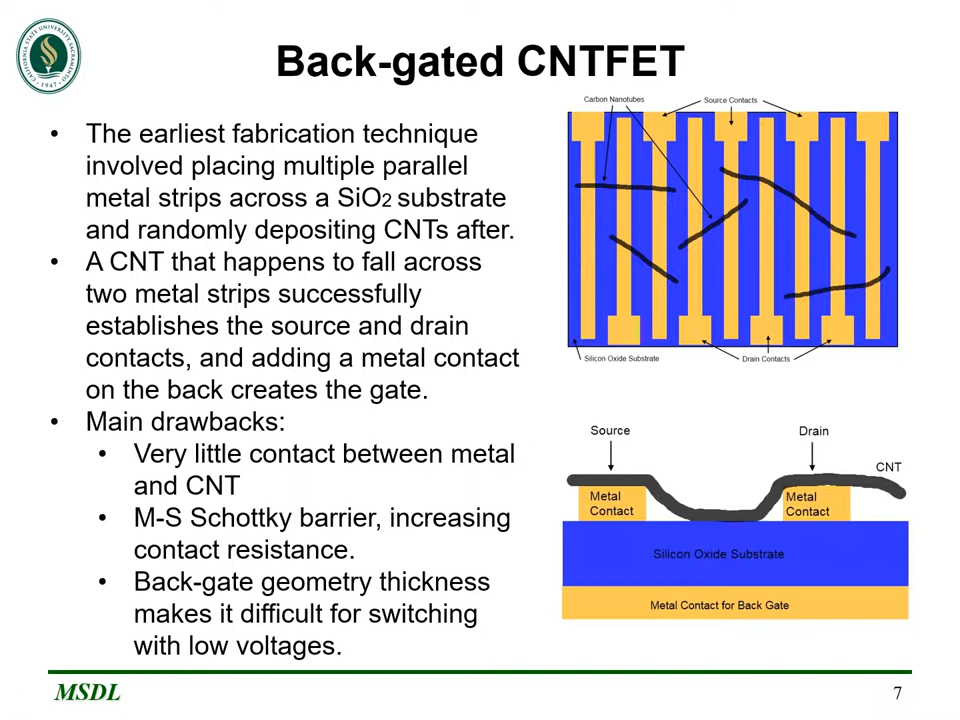 CALIFORNIA STATE UNIVERSITY, SACRAMENTO
• 1947 •
Back-gated CNTFET
• The earliest fabrication technique
involved placing multiple parallel
metal strips across a SiO2 substrate
and randomly depositing CNTs after.
• A CNT that happens to fall across
two metal strips successfully
establishes the source and drain
contacts, and adding a metal contact
on the back creates the gate.
• Main drawbacks:
• Very little contact between metal
and CNT
• M-S Schottky barrier, increasing
contact resistance.
• Back-gate geometry thickness
makes it difficult for switching
with low voltages.
Carbon Nanotubes
Source Contacts
Silicon Oxide Substrate
Drain Contacts
Source
Drain
CNT
Metal
Contact
Metal
Contact
Silicon Oxide Substrate
Metal Contact for Back Gate
MSDL
7